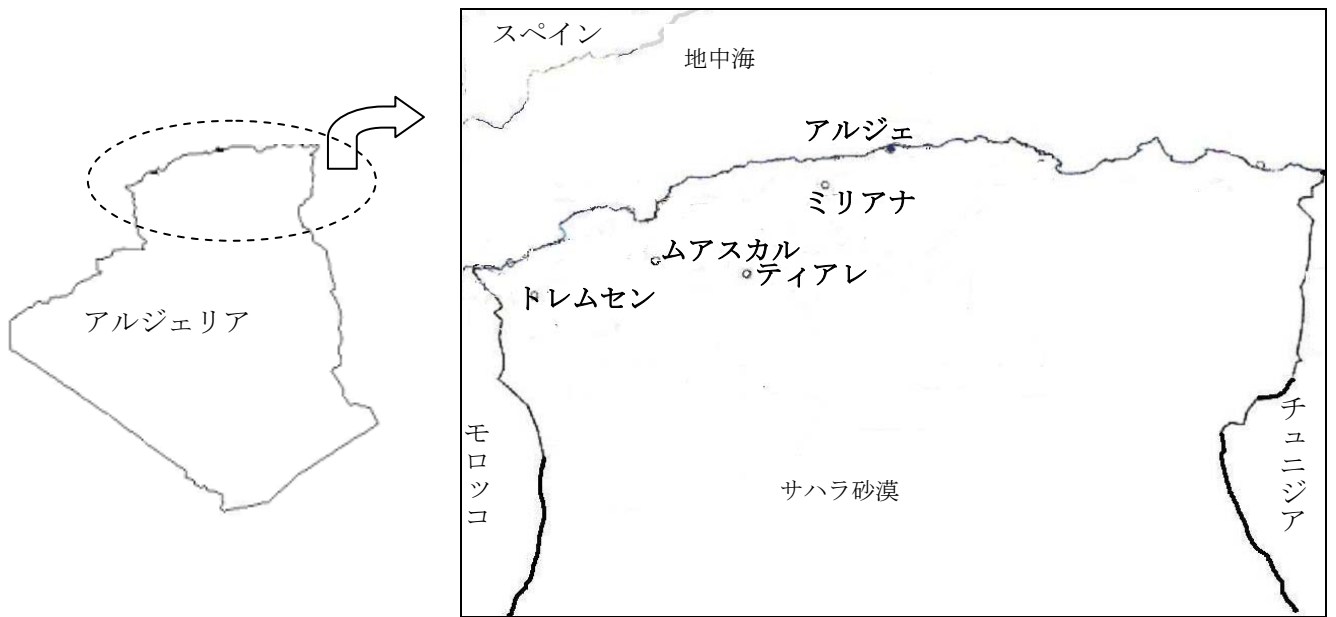 アルジェリア
スペイン
地中海
アルジェ
ミリアナ
ムアスカル
ティアレ
トレムセン
モロッコ
サハラ砂漠
チュニジア